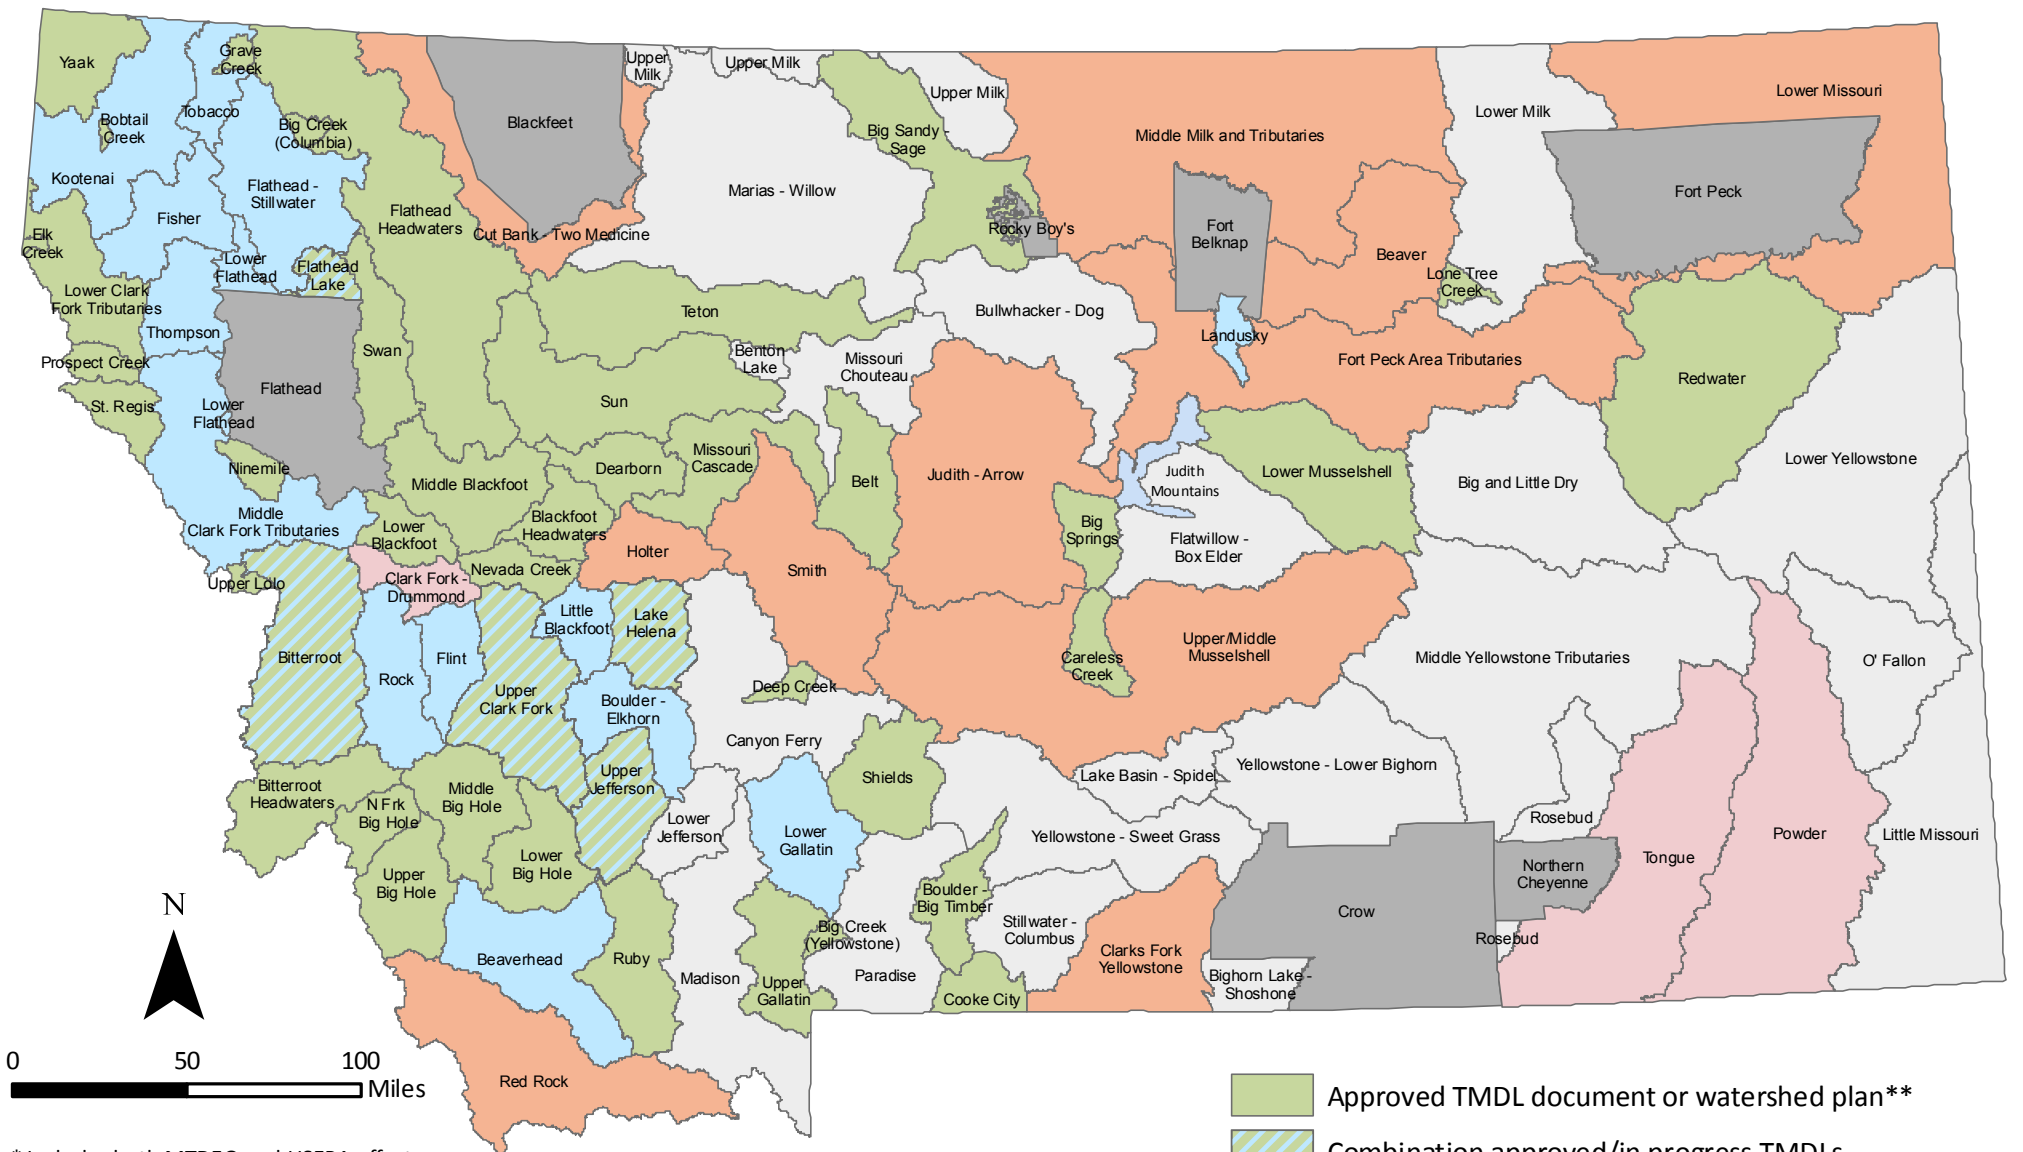 Yaak
Grave
Creek
Tobacco
Bobtail
Creek
Big Creek
(Columbia)
Kootenai
Flathead -
Stillwater
Fisher
Flathead
Headwaters
Elk
Creek
Lower
Flathead
Flathead
Lake
Lower Clark
Fork Tributaries
Thompson
Prospect Creek
St. Regis
Lower
Flathead
Flathead
Swan
Ninemile
Middle
Clark Fork Tributaries
Blackfeet
Cut Bank - Two Medicine
Upper
Milk
Upper Milk
Upper Milk
Marias - Willow
Big Sandy -
Sage
Rocky Boy's
Middle Milk and Tributaries
Fort
Belknap
Beaver
Lower Milk
Lone Tree
Creek
Lower Missouri
Fort Peck
Teton
Benton
Lake
Missouri
Chouteau
Bullwhacker - Dog
Landusky
Fort Peck Area Tributaries
Redwater
Sun
Missouri
Cascade
Dearborn
Belt
Judith - Arrow
Judith
Mountains
Lower Musselshell
Big and Little Dry
Lower Yellowstone
Middle Blackfoot
Lower
Blackfoot
Blackfoot
Headwaters
Holter
Smith
Big
Springs
Flatwillow -
Box Elder
Upper Lolo
Clark Fork -
Drummond
Nevada Creek
Little
Blackfoot
Lake
Helena
Bitterroot
Rock
Flint
Upper
Clark Fork
Boulder -
Elkhorn
Deep Creek
Canyon Ferry
Careless
Creek
Upper/Middle
Musselshell
Middle Yellowstone Tributaries
O' Fallon
Bitterroot
Headwaters
N Frk
Big Hole
Middle
Big Hole
Upper
Jefferson
Lower
Jefferson
Lower
Gallatin
Shields
Lake Basin - Spidel
Yellowstone - Lower Bighorn
Yellowstone - Sweet Grass
Rosebud
Tongue
Powder
Little Missouri
Upper
Big Hole
Lower
Big Hole
Boulder -
Big Timber
Stillwater -
Columbus
Crow
Northern
Cheyenne
Rosebud
Beaverhead
Ruby
Madison
Upper
Gallatin
Big Creek
(Yellowstone)
Paradise
Cooke City
Clarks Fork
Yellowstone
Bighorn Lake -
Shoshone
Red Rock
N
0 50 100
Miles
Approved TMDL document or watershed plan**
Combination approved/in progress TMDLs